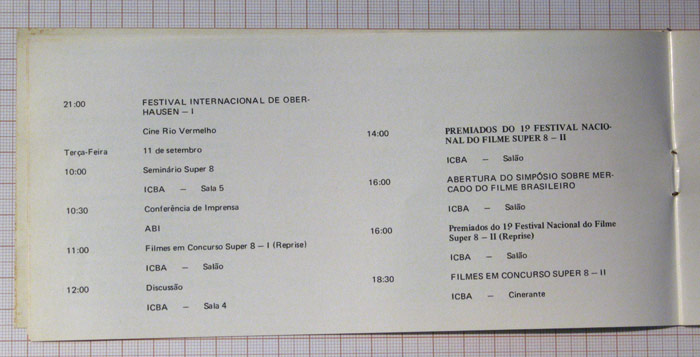 21:00 FESTIVAL INTERNACIONAL DE OBER-
HAUSEN – I
Cine Rio Vermelho
Terça-Feira 11 de setembro
10:00 Seminário Super 8
ICBA – Sala 5
10:30 Conferência de Imprensa
ABI
11:00 Filmes em Concurso Super 8 – I (Reprise)
ICBA – Salão
12:00 Discussão
ICBA – Sala 4
14:00 PREMIADOS DO 1º FESTIVAL NACIO-
NAL DO FILME SUPER 8 – II
ICBA – Salão
16:00 ABERTURA DO SIMPÓSIO SOBRE MER-
CADO DO FILME BRASILEIRO
ICBA – Salão
16:00 Premiados do 1º Festival Nacional do Filme
Super 8 – II (Reprise)
ICBA – Salão
18:30 FILMES EM CONCURSO SUPER 8 – II
ICBA – Cinerante